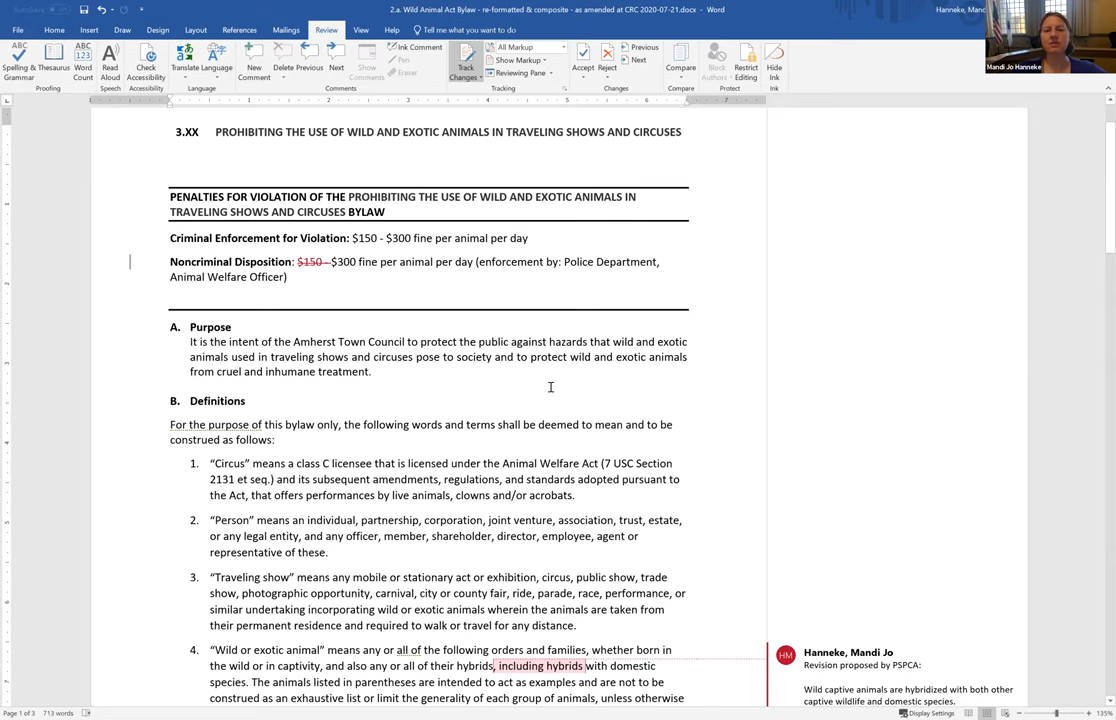 AutoSave Off
2.a. Wild Animal Act Bylaw - re-formatted & composite - as amended at CRC 2020-07-21.docx - Word
Hanneke, Mand
File Home Insert Draw Design Layout References Mailings Review View Help Tell me what you want to do
Spelling & Grammar
Thesaurus
Word Count
Read Aloud
Check Accessibility
Translate
Language
New Comment
Delete
Previous
Next
Show Comments
Ink Comment
Pen
Eraser
Track Changes
All Markup
Show Markup
Reviewing Pane
Accept
Reject
Previous
Next
Compare
Block Authors
Restrict Editing
Hide Ink
Proofing Speech Accessibility Language Comments Tracking Changes Compare Protect Ink
Mandi Jo Hanneke
3.XX PROHIBITING THE USE OF WILD AND EXOTIC ANIMALS IN TRAVELING SHOWS AND CIRCUSES
PENALTIES FOR VIOLATION OF THE PROHIBITING THE USE OF WILD AND EXOTIC ANIMALS IN
TRAVELING SHOWS AND CIRCUSES BYLAW
Criminal Enforcement for Violation: $150 - $300 fine per animal per day
Noncriminal Disposition: $150 - $300 fine per animal per day (enforcement by: Police Department,
Animal Welfare Officer)
A. Purpose
It is the intent of the Amherst Town Council to protect the public against hazards that wild and exotic
animals used in traveling shows and circuses pose to society and to protect wild and exotic animals
from cruel and inhumane treatment.
B. Definitions
For the purpose of this bylaw only, the following words and terms shall be deemed to mean and to be
construed as follows:
1. “Circus” means a class C licensee that is licensed under the Animal Welfare Act (7 USC Section
2131 et seq.) and its subsequent amendments, regulations, and standards adopted pursuant to
the Act, that offers performances by live animals, clowns and/or acrobats.
2. “Person” means an individual, partnership, corporation, joint venture, association, trust, estate,
or any legal entity, and any officer, member, shareholder, director, employee, agent or
representative of these.
3. “Traveling show” means any mobile or stationary act or exhibition, circus, public show, trade
show, photographic opportunity, carnival, city or county fair, ride, parade, race, performance, or
similar undertaking incorporating wild or exotic animals wherein the animals are taken from
their permanent residence and required to walk or travel for any distance.
4. “Wild or exotic animal” means any or all of the following orders and families, whether born in
the wild or in captivity, and also any or all of their hybrids, including hybrids with domestic
species. The animals listed in parentheses are intended to act as examples and are not to be
construed as an exhaustive list or limit the generality of each group of animals, unless otherwise
HM Hanneke, Mandi Jo
Revision proposed by PSPCA:
Wild captive animals are hybridized with both other
captive wildlife and domestic species.
Page 1 of 3 713 words
Display Settings
135%